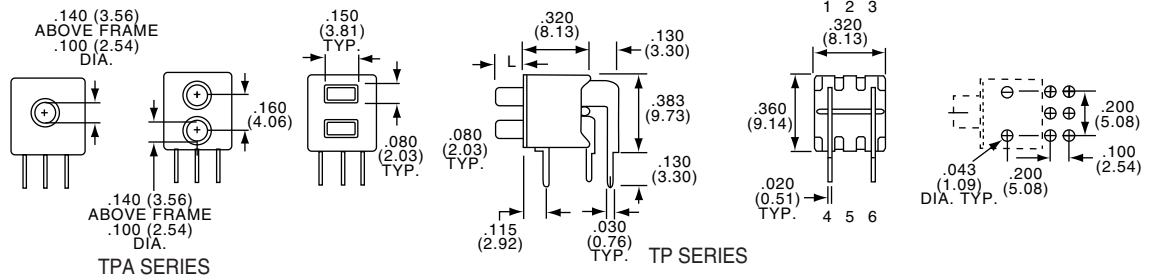 .140 (3.56)
ABOVE FRAME
.100 (2.54)
DIA.
.160
(4.06)
.140 (3.56)
ABOVE FRAME
.100 (2.54)
DIA.
TPA SERIES
.150
(3.81)
TYP.
.080
(2.03)
TYP.
.320
(8.13)
.130
(3.30)
L
.383
(9.73)
.080
(2.03)
TYP.
.130
(3.30)
.115
(2.92)
.030
(0.76)
TYP.
TP SERIES
1 2 3
.320
(8.13)
.360
(9.14)
.020
(0.51)
TYP.
4 5 6
.200
(5.08)
.100
(2.54)
.043
(1.09)
DIA. TYP.
.200
(5.08)